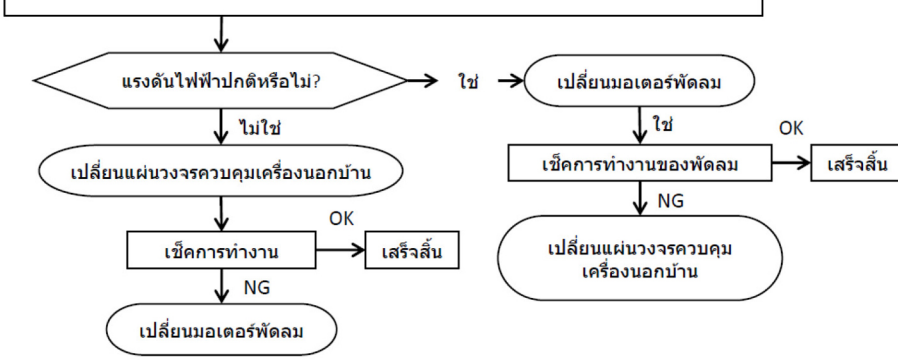 แรงดันไฟฟ้าปกติหรือไม่?
ใช่
เปลี่ยนมอเตอร์พัดลม
ไม่ใช่
ใช่
OK
เปลี่ยนแผ่นวงจรควบคุมเครื่องนอกบ้าน
เช็คการทำงานของพัดลม
เสร็จสิ้น
NG
OK
เช็คการทำงาน
เสร็จสิ้น
เปลี่ยนแผ่นวงจรควบคุม
เครื่องนอกบ้าน
NG
เปลี่ยนมอเตอร์พัดลม